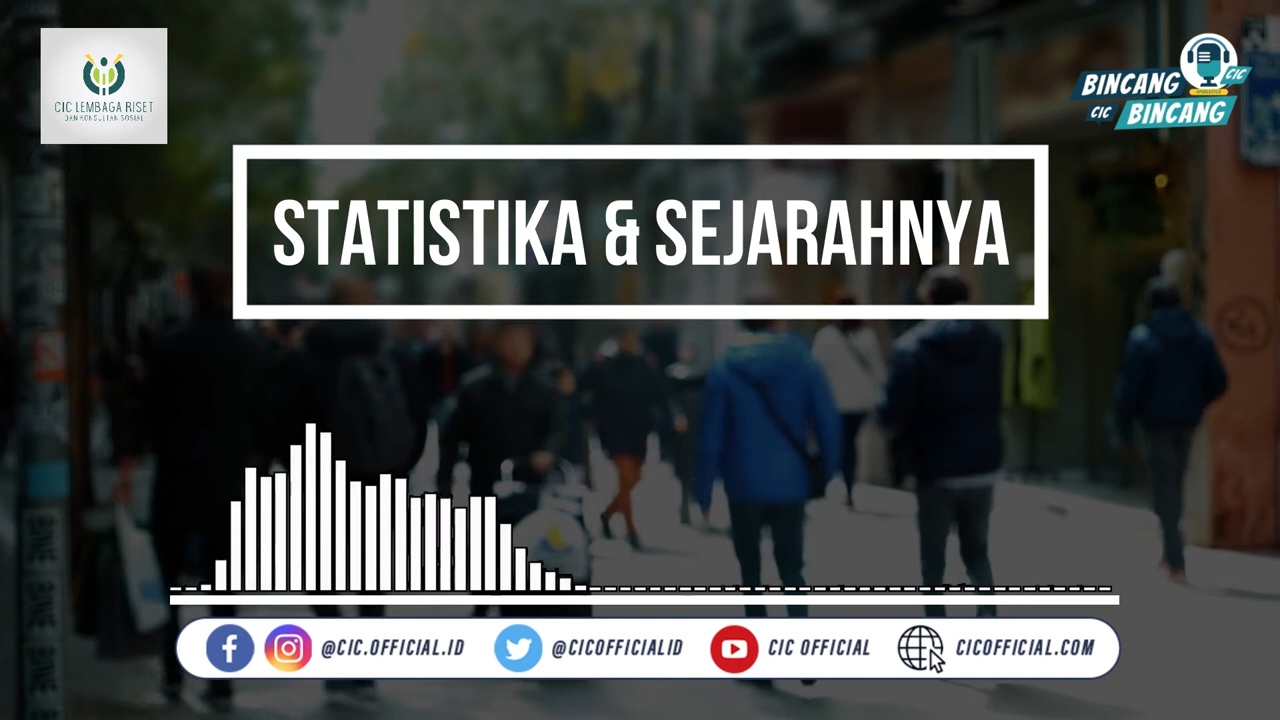 CIC LEMBAGA RISET
DAN KONSULTAN SOSIAL
BINCANG CIC
CIC BINCANG
STATISTIKA & SEJARAHNYA
@CIC.OFFICIAL.ID
@CICOFFICIALID
CIC OFFICIAL
CICOFFICIAL.COM